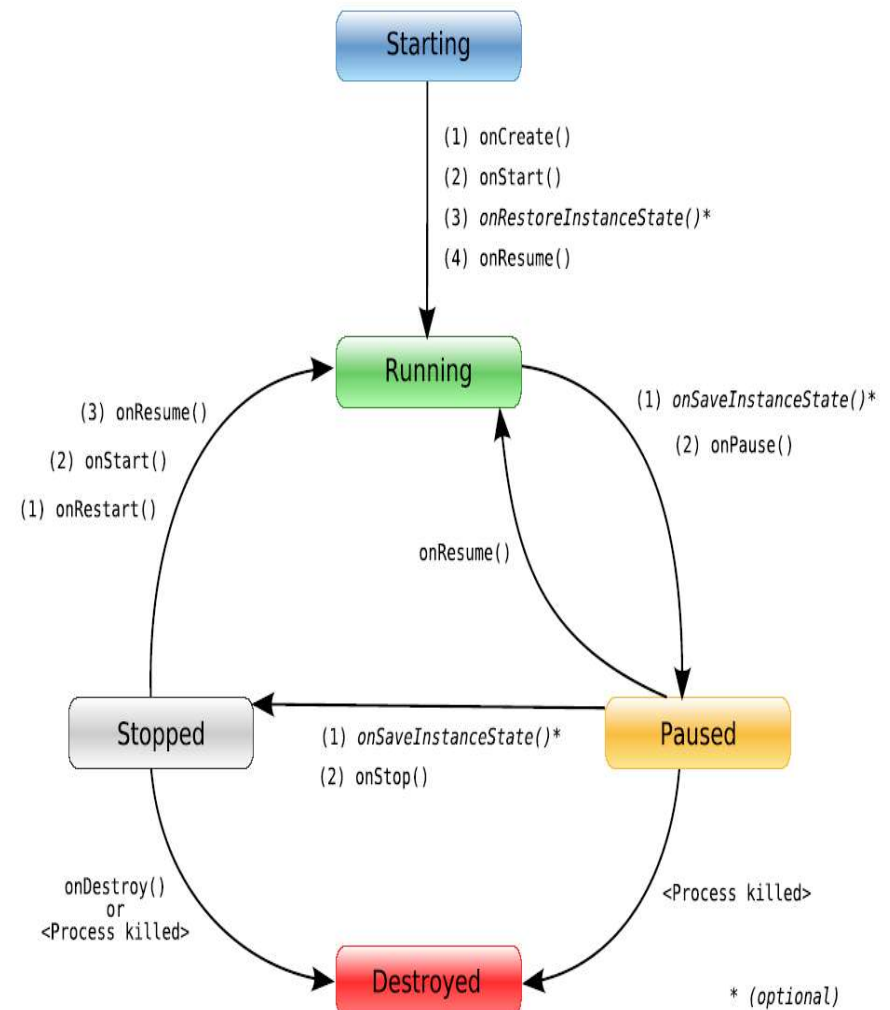 Starting
(1) onCreate()
(2) onStart()
(3) onRestoreInstanceState()*
(4) onResume()
Running
(3) onResume()
(2) onStart()
(1) onRestart()
(1) onSaveInstanceState()*
(2) onPause()
onResume()
Stopped
(1) onSaveInstanceState()*
(2) onStop()
Paused
onDestroy()
or
<Process killed>
<Process killed>
Destroyed
* (optional)